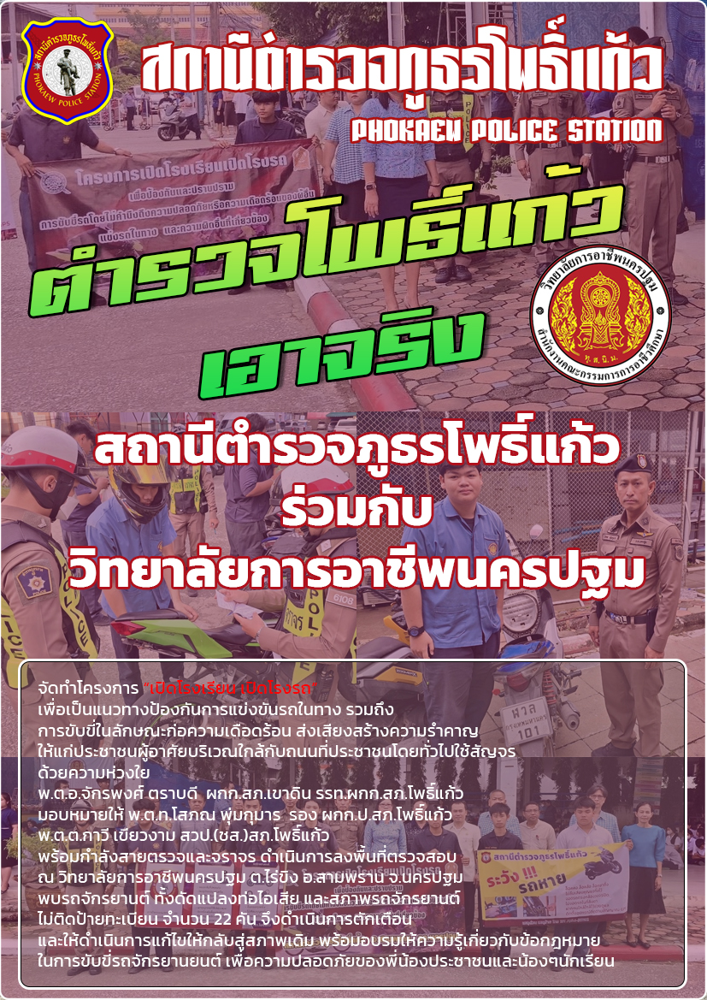 สถานีตำรวจภูธรโพธิ์แก้ว
PHOKAEW POLICE STATION
สถานีตำรวจภูธรโพธิ์แก้ว
PHOKAEW POLICE STATION
โครงการเปิดโรงเรียนเปิดโรงรถ
เพื่อป้องกันและปราบปราม
การขับขี่รถโดยไม่คำนึงถึงความปลอดภัยหรือความเดือดร้อนของผู้อื่น
แข่งรถในทาง และความผิดอื่นที่เกี่ยวข้อง
ตำรวจโพธิ์แก้ว
เอาจริง
วิทยาลัยการอาชีพนครปฐม
ทุ.ส.นิ.ม.
สำนักงานคณะกรรมการการอาชีวศึกษา
สถานีตำรวจภูธรโพธิ์แก้ว
ร่วมกับ
วิทยาลัยการอาชีพนครปฐม
POLICE
จราจร
6109
จัดทำโครงการ "เปิดโรงเรียน เปิดโรงรถ"
เพื่อเป็นแนวทางป้องกันการแข่งขันรถในทาง รวมถึง
การขับขี่ในลักษณะก่อความเดือดร้อน ส่งเสียงสร้างความรำคาญ
ให้แก่ประชาชนผู้อาศัยบริเวณใกล้กับถนนที่ประชาชนโดยทั่วไปใช้สัญจร
ด้วยความห่วงใย
พ.ต.อ.จักรพงศ์ ตราบดี ผกก.สภ.เขาดิน รรท.ผกก.สภ.โพธิ์แก้ว
มอบหมายให้ พ.ต.ท.โสภณ พุ่มกุมาร รอง ผกก.ป.สภ.โพธิ์แก้ว
พ.ต.ต.ภาวี เขียวงาม สวป.(ชส.)สภ.โพธิ์แก้ว
พร้อมกำลังสายตรวจและจราจร ดำเนินการลงพื้นที่ตรวจสอบ
ณ วิทยาลัยการอาชีพนครปฐม ต.ไร่ขิง อ.สามพราน จ.นครปฐม
พบรถจักรยานต์ ทั้งดัดแปลงท่อไอเสีย และสภาพรถจักรยานต์
ไม่ติดป้ายทะเบียน จำนวน 22 คัน จึงดำเนินการตักเตือน
และให้ดำเนินการแก้ไขให้กลับสู่สภาพเดิม พร้อมอบรมให้ความรู้เกี่ยวกับข้อกฎหมาย
ในการขับขี่รถจักรยานยนต์ เพื่อความปลอดภัยของพี่น้องประชาชนและน้องๆนักเรียน
กรุงเทพมหานคร
101
สถานีตำรวจภูธรโพธิ์แก้ว
ระวัง !!!
รถหาย